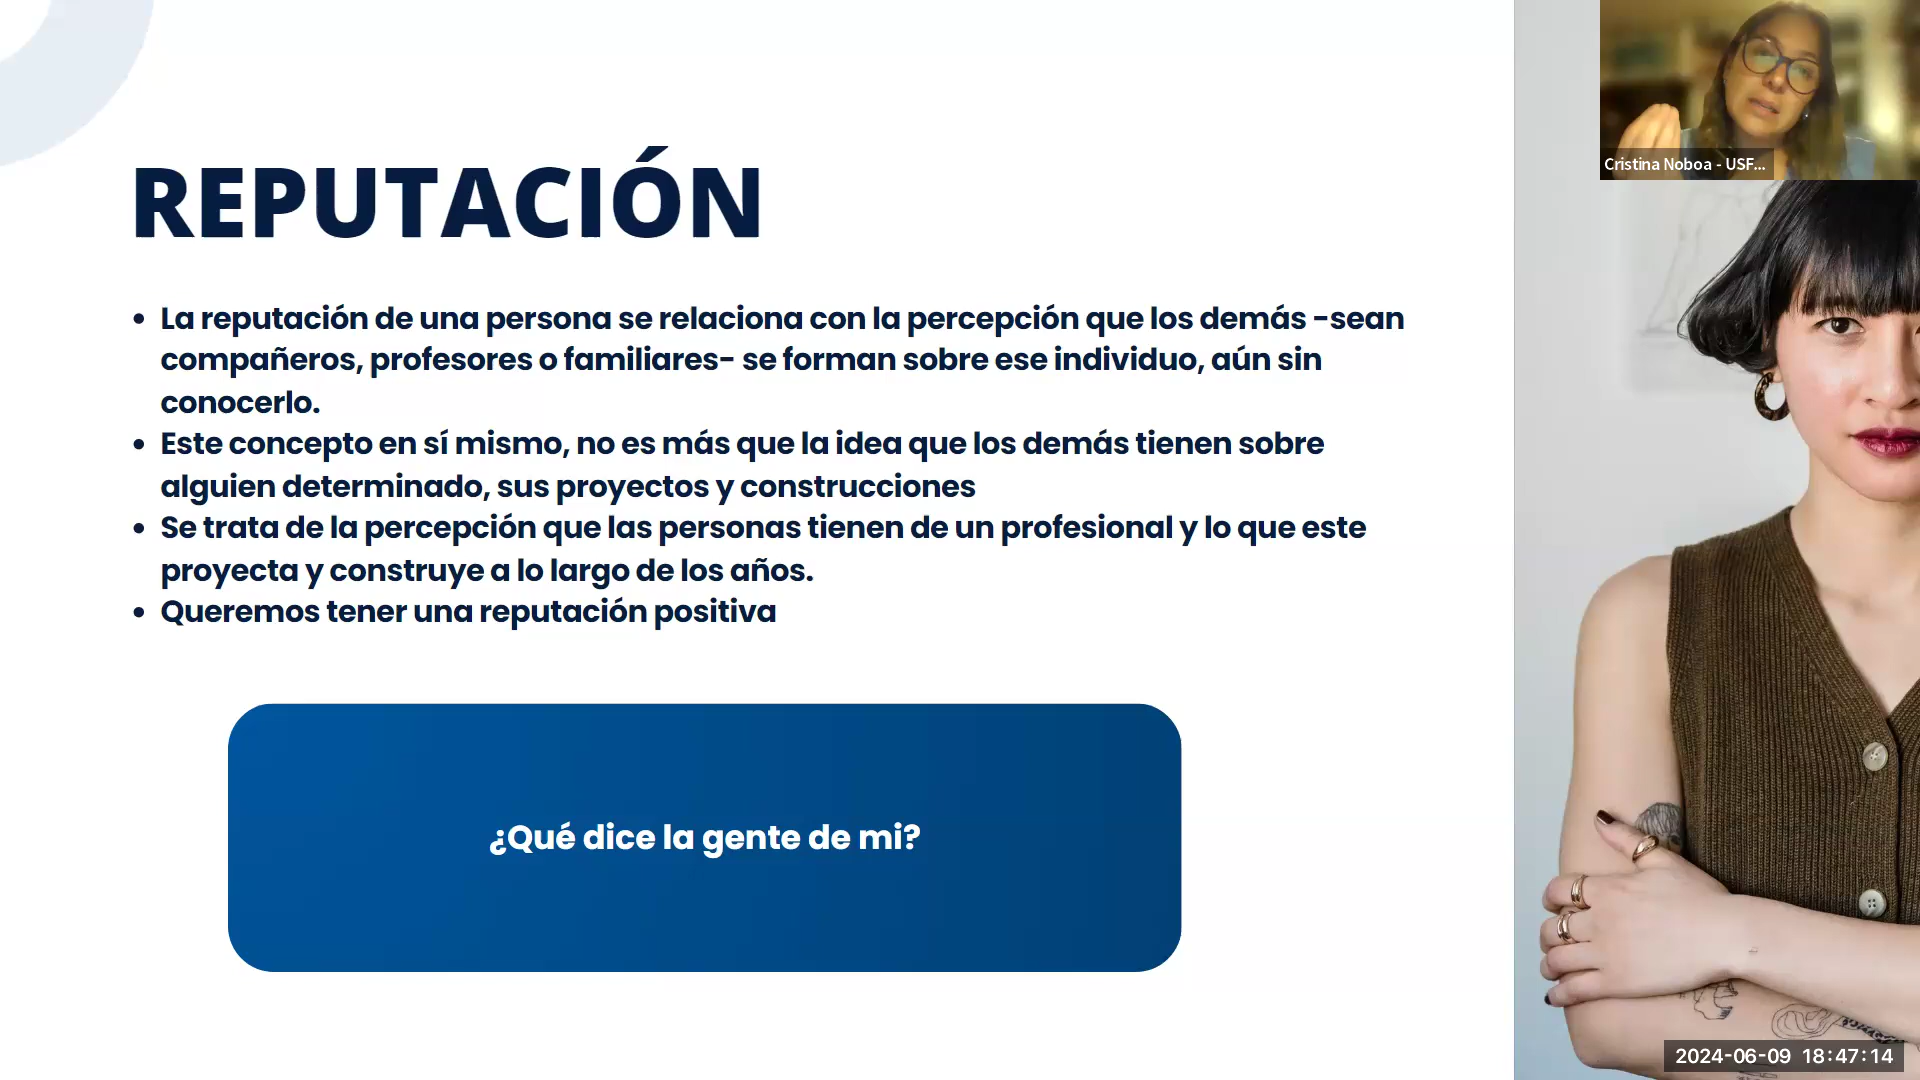 REPUTACIÓN
La reputación de una persona se relaciona con la percepción que los demás -sean
compañeros, profesores o familiares- se forman sobre ese individuo, aún sin
conocerlo.
Este concepto en sí mismo, no es más que la idea que los demás tienen sobre
alguien determinado, sus proyectos y construcciones
Se trata de la percepción que las personas tienen de un profesional y lo que este
proyecta y construye a lo largo de los años.
Queremos tener una reputación positiva
¿Qué dice la gente de mi?
Cristina Noboa - USF...
2024-06-09 18:47:14